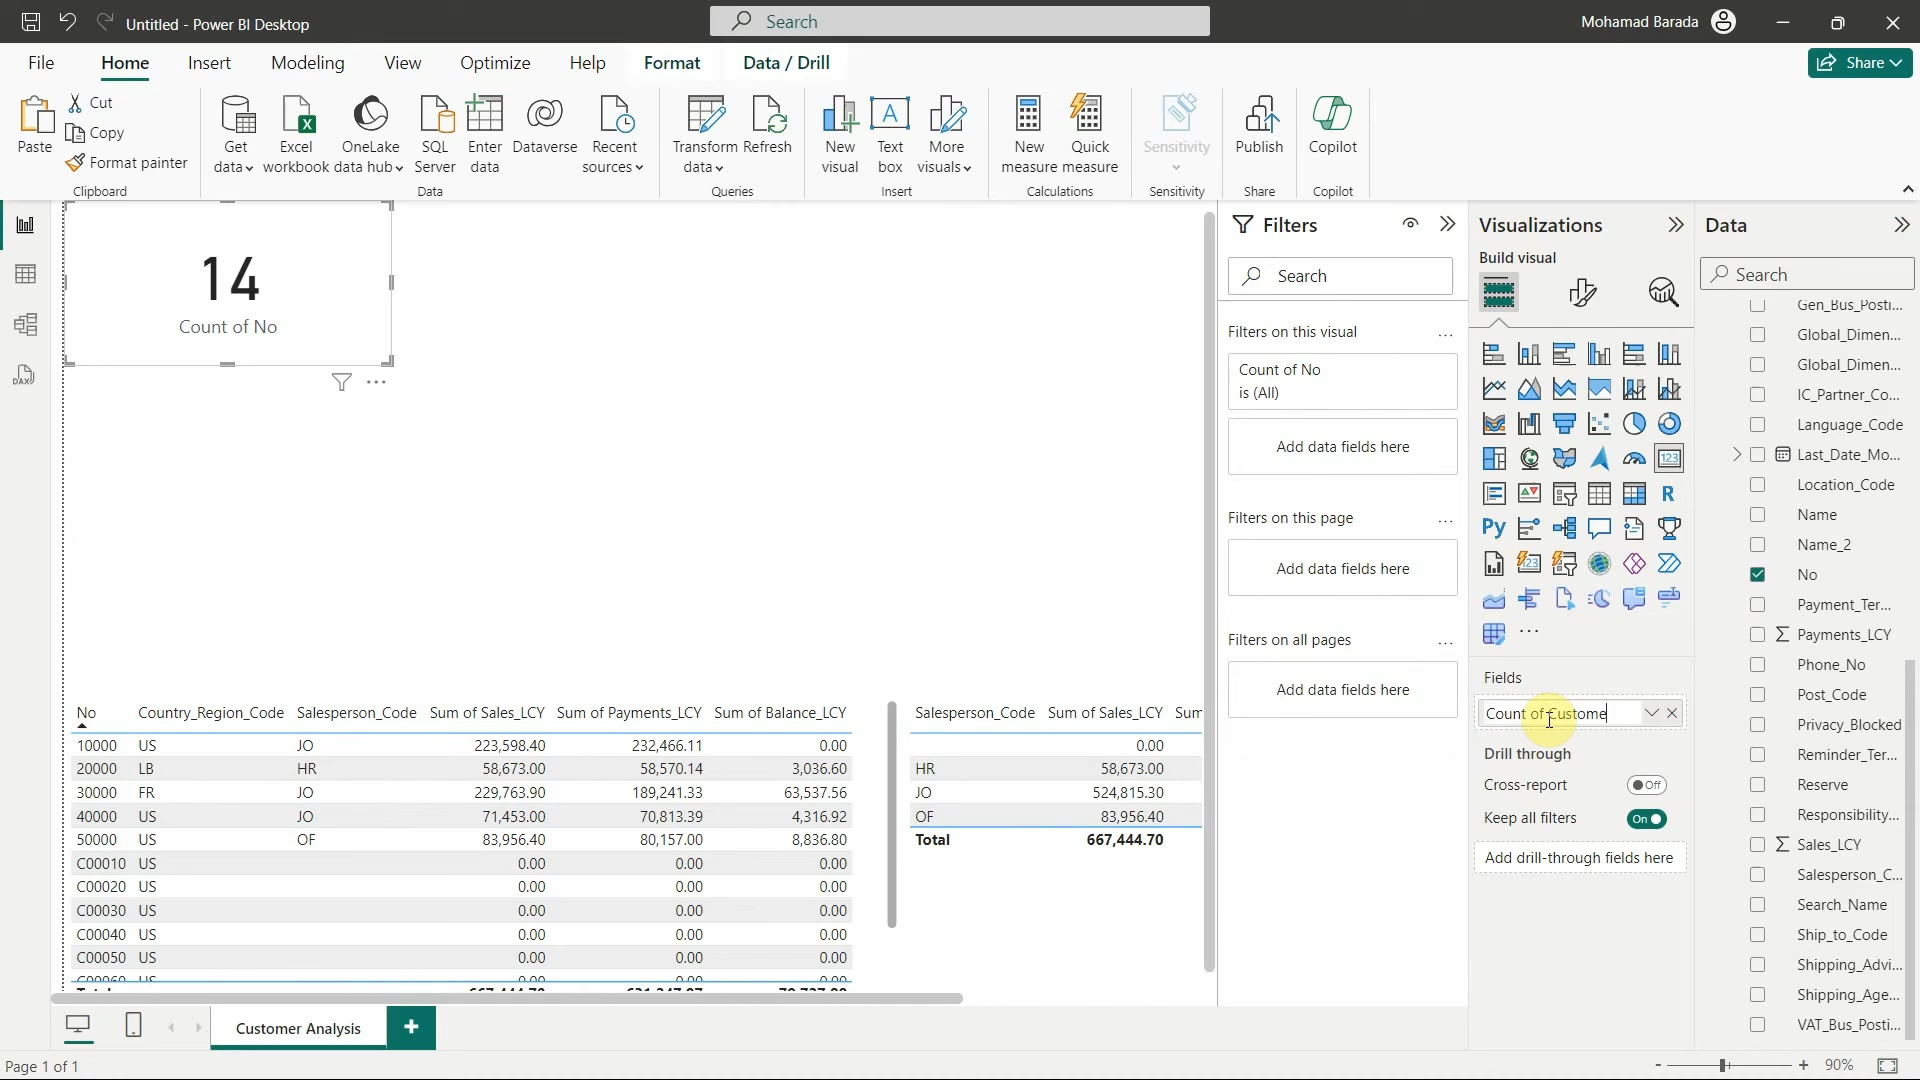 Untitled - Power BI Desktop
Search
Mohamad Barada
File
Home
Insert
Modeling
View
Optimize
Help
Format
Data / Drill
Share
Paste
Cut
Copy
Format painter
Clipboard
Get data
Excel workbook
OneLake data hub
SQL Server
Enter data
Dataverse
Recent sources
Data
Transform data
Refresh
Queries
New visual
Text box
More visuals
Insert
New measure
Quick measure
Calculations
Sensitivity
Sensitivity
Publish
Share
Copilot
Copilot
14
Count of No
No Country_Region_Code Salesperson_Code Sum of Sales_LCY Sum of Payments_LCY Sum of Balance_LCY
10000 US JO 223,598.40 232,466.11 0.00
20000 LB HR 58,673.00 58,570.14 3,036.60
30000 FR JO 229,763.90 189,241.33 63,537.56
40000 US JO 71,453.00 70,813.39 4,316.92
50000 US OF 83,956.40 80,157.00 8,836.80
C00010 US 0.00 0.00 0.00
C00020 US 0.00 0.00 0.00
C00030 US 0.00 0.00 0.00
C00040 US 0.00 0.00 0.00
C00050 US 0.00 0.00 0.00
Salesperson_Code Sum of Sales_LCY Sum
0.00
HR 58,673.00
JO 524,815.30
OF 83,956.40
Total 667,444.70
Customer Analysis
Page 1 of 1
Filters
Search
Filters on this visual ...
Count of No
is (All)
Add data fields here
Filters on this page ...
Add data fields here
Filters on all pages ...
Add data fields here
Visualizations
Build visual
123
R
Py
123
...
Fields
Count of Custome
Drill through
Cross-report Off
Keep all filters On
Add drill-through fields here
Data
Search
Gen_Bus_Posti...
Global_Dimen...
Global_Dimen...
IC_Partner_Co...
Language_Code
Last_Date_Mo...
Location_Code
Name
Name_2
No
Payment_Ter...
Payments_LCY
Phone_No
Post_Code
Privacy_Blocked
Reminder_Ter...
Reserve
Responsibility...
Sales_LCY
Salesperson_C...
Search_Name
Ship_to_Code
Shipping_Advi...
Shipping_Age...
VAT_Bus_Posti...
- + 90%